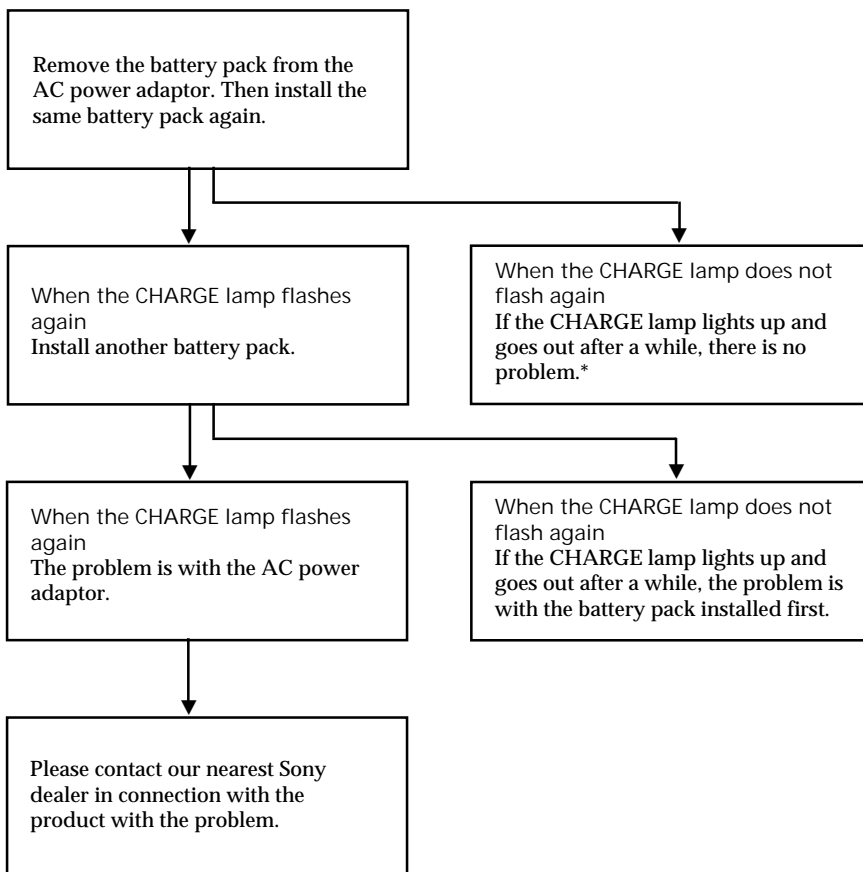 Remove the battery pack from the
AC power adaptor. Then install the
same battery pack again.
When the CHARGE lamp flashes
again
Install another battery pack.
When the CHARGE lamp does not
flash again
If the CHARGE lamp lights up and
goes out after a while, there is no
problem.*
When the CHARGE lamp flashes
again
The problem is with the AC power
adaptor.
When the CHARGE lamp does not
flash again
If the CHARGE lamp lights up and
goes out after a while, the problem is
with the battery pack installed first.
Please contact our nearest Sony
dealer in connection with the
product with the problem.